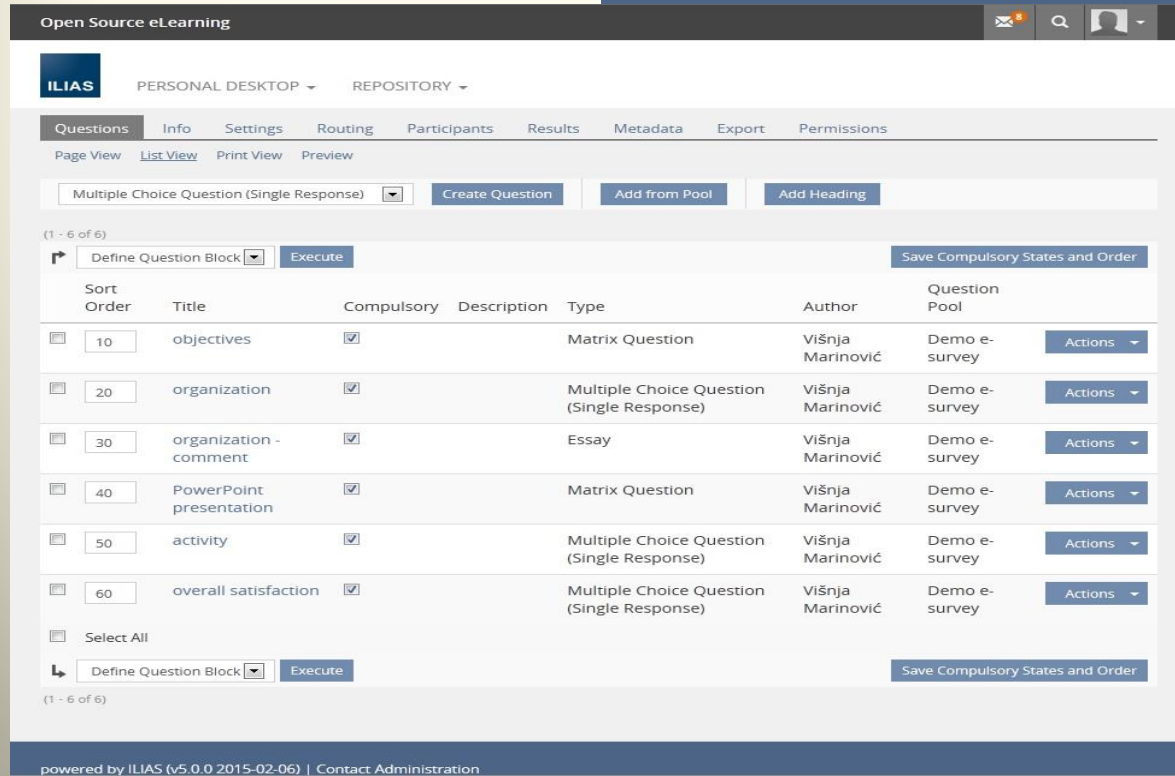 Open Source eLearning
8
ILIAS PERSONAL DESKTOP REPOSITORY
Questions Info Settings Routing Participants Results Metadata Export Permissions
Page View List View Print View Preview
Multiple Choice Question (Single Response) Create Question Add from Pool Add Heading
(1 - 6 of 6)
Define Question Block Execute Save Compulsory States and Order
Sort Question
Order Title Compulsory Description Type Author Pool
10 objectives Matrix Question Višnja Demo e- Actions
Marinović survey
20 organization Multiple Choice Question Višnja Demo e- Actions
(Single Response) Marinović survey
30 organization - Essay Višnja Demo e- Actions
comment Marinović survey
40 PowerPoint Matrix Question Višnja Demo e- Actions
presentation Marinović survey
50 activity Multiple Choice Question Višnja Demo e- Actions
(Single Response) Marinović survey
60 overall satisfaction Multiple Choice Question Višnja Demo e- Actions
(Single Response) Marinović survey
Select All
Define Question Block Execute Save Compulsory States and Order
(1 - 6 of 6)
powered by ILIAS (v5.0.0 2015-02-06) | Contact Administration